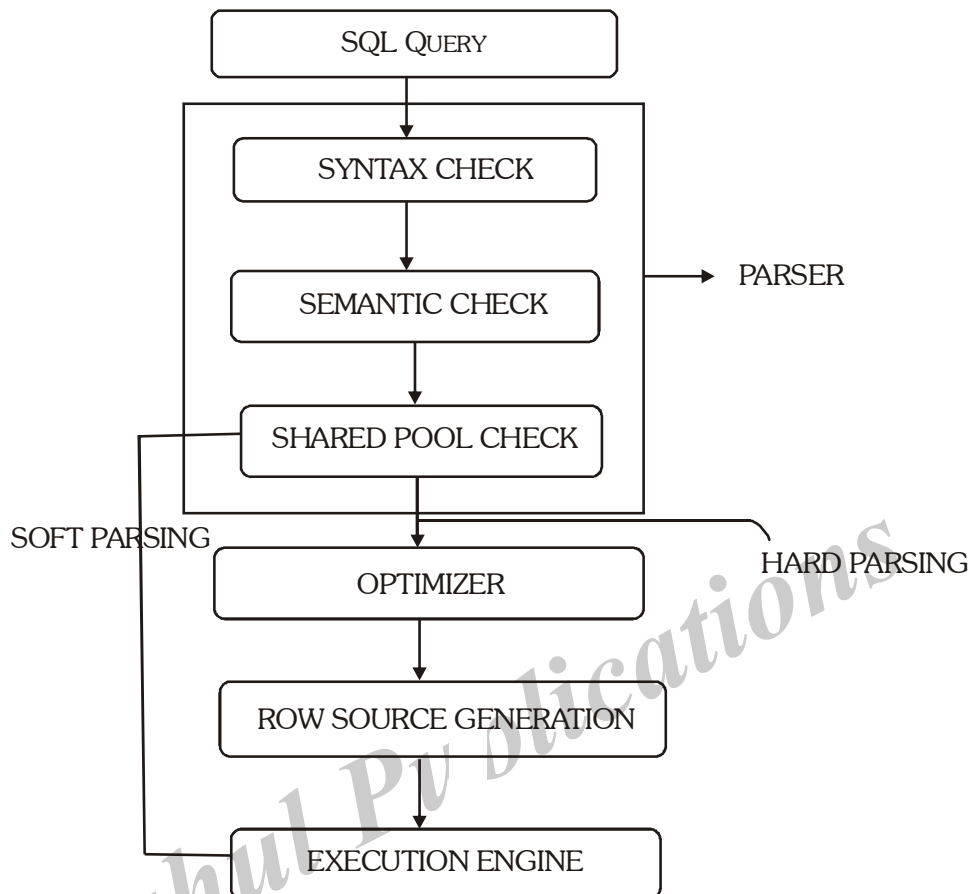 SQL QUERY
SYNTAX CHECK
PARSER
SEMANTIC CHECK
SHARED POOL CHECK
SOFT PARSING
HARD PARSING
OPTIMIZER
ROW SOURCE GENERATION
EXECUTION ENGINE